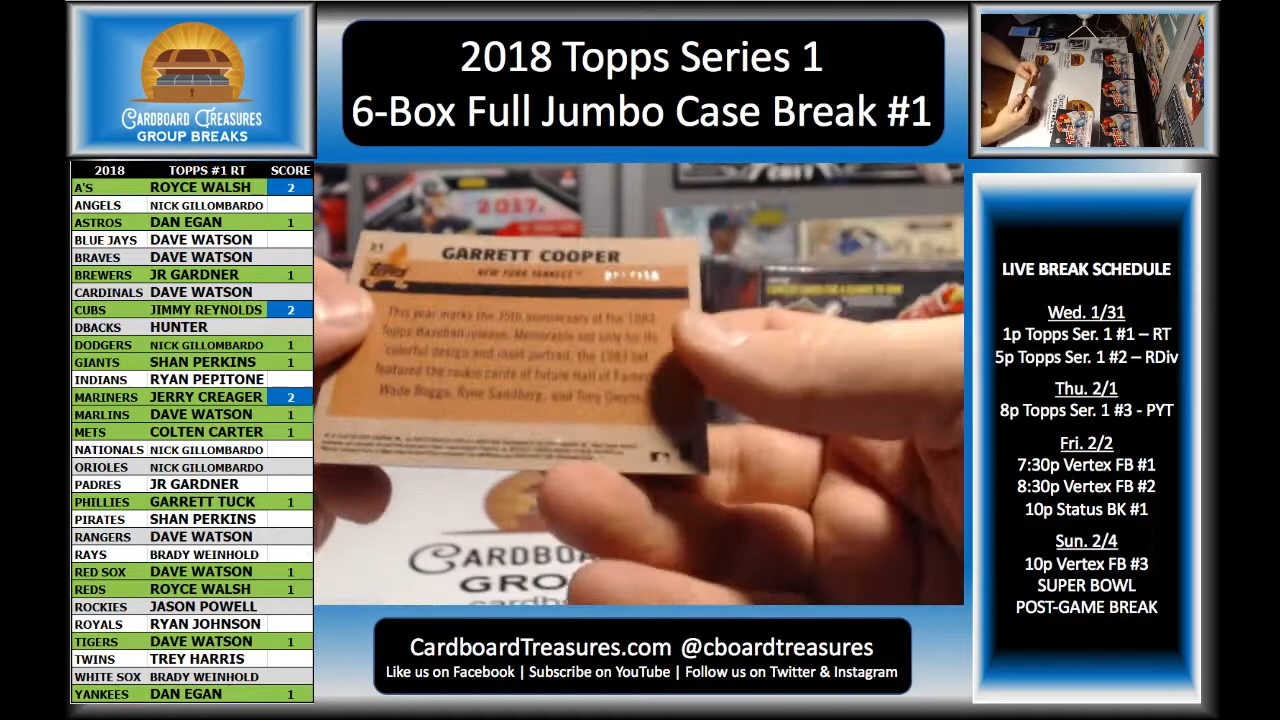 CARDBOARD TREASURES
GROUP BREAKS
2018 Topps Series 1
6-Box Full Jumbo Case Break #1
2018 TOPPS #1 RT SCORE
A'S ROYCE WALSH 2
ANGELS NICK GILLOMBARDO
ASTROS DAN EGAN 1
BLUE JAYS DAVE WATSON
BRAVES DAVE WATSON
BREWERS JR GARDNER 1
CARDINALS DAVE WATSON
CUBS JIMMY REYNOLDS 2
DBACKS HUNTER
DODGERS NICK GILLOMBARDO 1
GIANTS SHAN PERKINS 1
INDIANS RYAN PEPITONE
MARINERS JERRY CREAGER 2
MARLINS DAVE WATSON 1
METS COLTEN CARTER 1
NATIONALS NICK GILLOMBARDO
ORIOLES NICK GILLOMBARDO
PADRES JR GARDNER
PHILLIES GARRETT TUCK 1
PIRATES SHAN PERKINS
RANGERS DAVE WATSON
RAYS BRADY WEINHOLD
RED SOX DAVE WATSON 1
REDS ROYCE WALSH 1
ROCKIES JASON POWELL
ROYALS RYAN JOHNSON
TIGERS DAVE WATSON 1
TWINS TREY HARRIS
WHITE SOX BRADY WEINHOLD
YANKEES DAN EGAN 1
2017
2017
21 GARRETT COOPER
Topps NEW YORK YANKEES
This year marks the 35th anniversary of the 1983
Topps Baseball release. Memorable not only for its
colorful design and inset portrait, the 1983 set
featured the rookie cards of future Hall of Famers
Wade Boggs, Ryne Sandberg, and Tony Gwynn.
CARDBOA
GRO
CardboardTreasures.com @cboardtreasures
Like us on Facebook | Subscribe on YouTube | Follow us on Twitter & Instagram
LIVE BREAK SCHEDULE
Wed. 1/31
1p Topps Ser. 1 #1 – RT
5p Topps Ser. 1 #2 – RDiv
Thu. 2/1
8p Topps Ser. 1 #3 - PYT
Fri. 2/2
7:30p Vertex FB #1
8:30p Vertex FB #2
10p Status BK #1
Sun. 2/4
10p Vertex FB #3
SUPER BOWL
POST-GAME BREAK